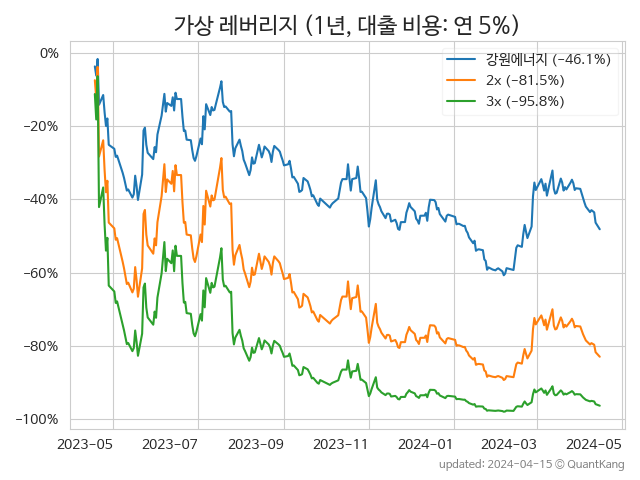 가상 레버리지 (1년, 대출 비용: 연 5%)
강원에너지 (−46.1%)
2x (−81.5%)
3x (−95.8%)
0%
−20%
−40%
−60%
−80%
−100%
2023-05 2023-07 2023-09 2023-11 2024-01 2024-03 2024-05
updated: 2024-04-15 © QuantKang